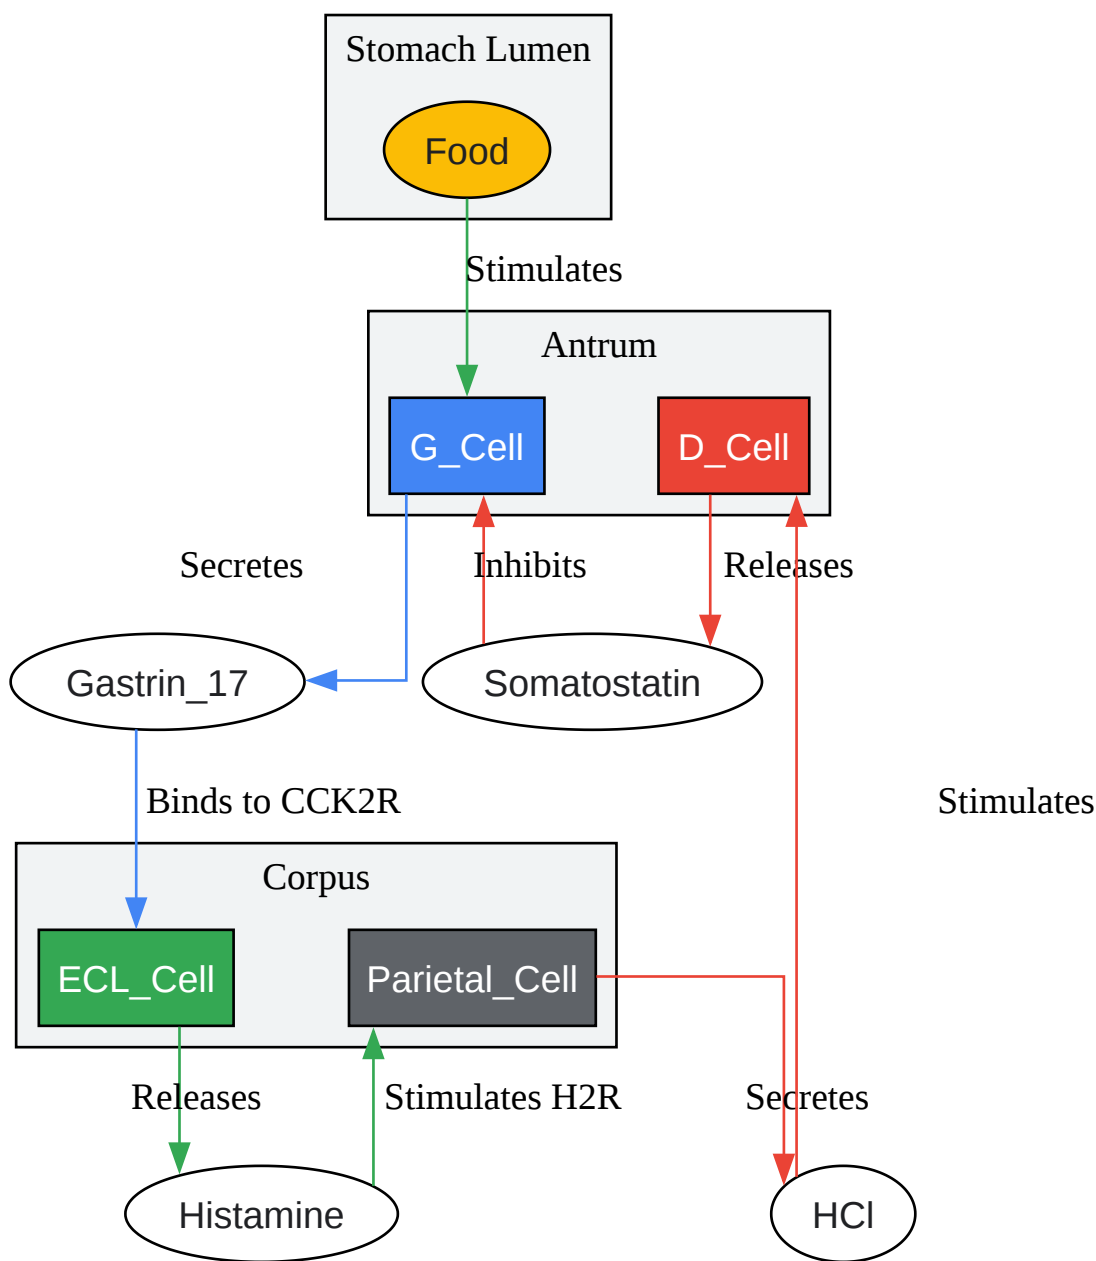 Stomach Lumen
Food
Stimulates
Antrum
G_Cell
D_Cell
Secretes
Inhibits
Releases
Gastrin_17
Somatostatin
Binds to CCK2R
Stimulates
Corpus
ECL_Cell
Parietal_Cell
Releases
Stimulates H2R
Secretes
Histamine
HCl